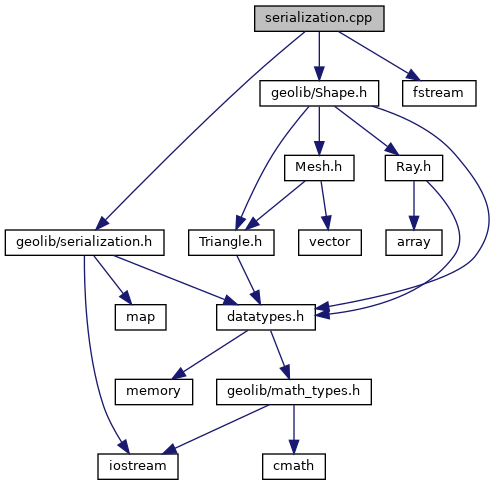 serialization.cpp
geolib/Shape.h
fstream
Mesh.h
Ray.h
geolib/serialization.h
Triangle.h
vector
array
map
datatypes.h
memory
geolib/math_types.h
iostream
cmath